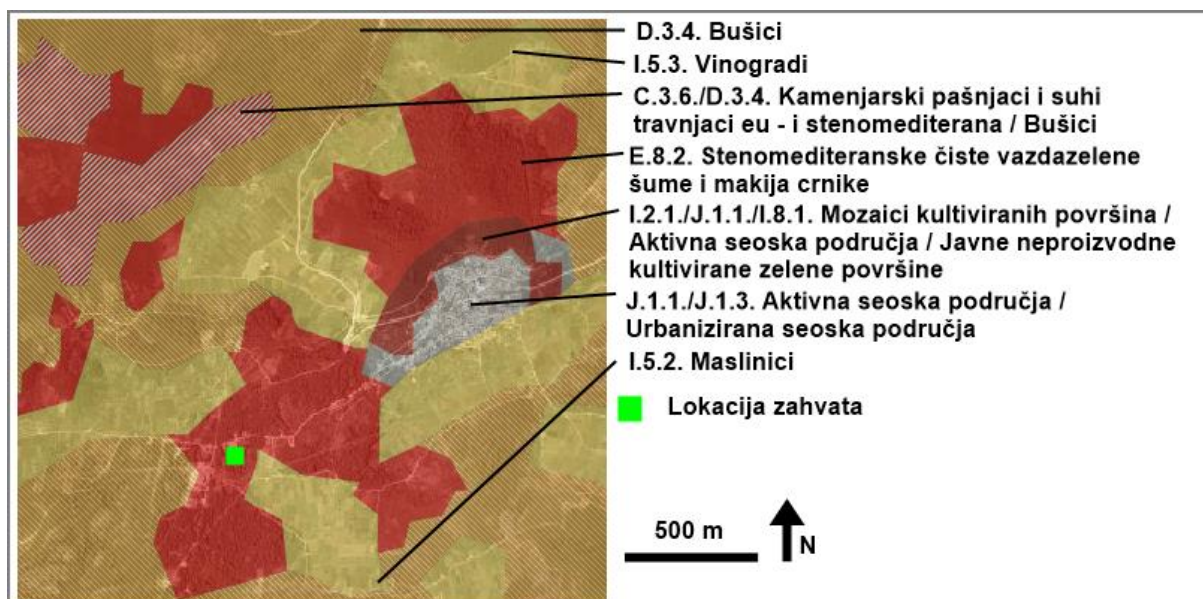 D.3.4. Bušici
I.5.3. Vinogradi
C.3.6./D.3.4. Kamenjarski pašnjaci i suhi
travnjaci eu - i stenomediterana / Bušici
E.8.2. Stenomediteranske čiste vazdazelene
šume i makija crnike
I.2.1./J.1.1./I.8.1. Mozaici kultiviranih površina /
Aktivna seoska područja / Javne neproizvodne
kultivirane zelene površine
J.1.1./J.1.3. Aktivna seoska područja /
Urbanizirana seoska područja
I.5.2. Maslinici
Lokacija zahvata
500 m
N